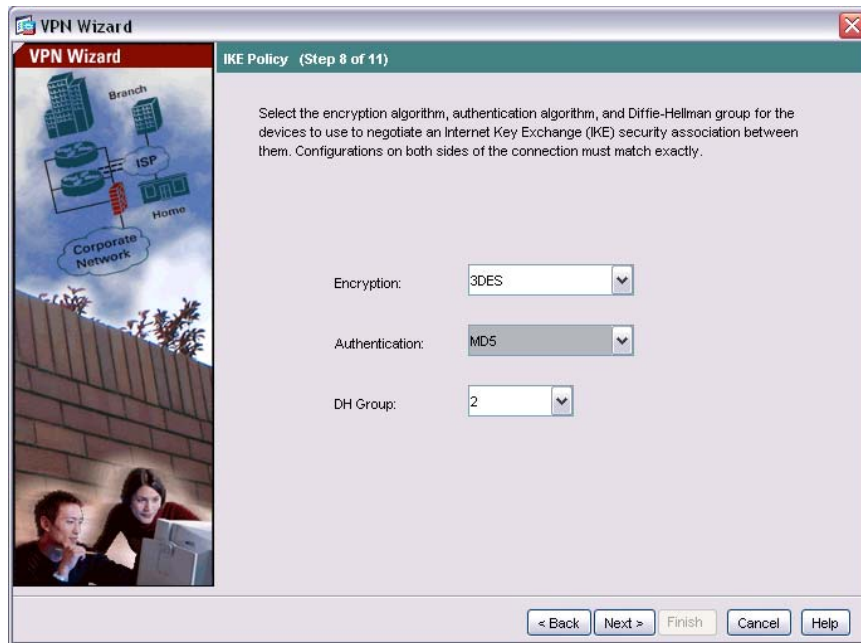 VPN Wizard
VPN Wizard
IKE Policy (Step 8 of 11)
Branch
ISP
Home
Corporate
Network
Select the encryption algorithm, authentication algorithm, and Diffie-Hellman group for the
devices to use to negotiate an Internet Key Exchange (IKE) security association between
them. Configurations on both sides of the connection must match exactly.
Encryption: 3DES
Authentication: MD5
DH Group: 2
< Back Next > Finish Cancel Help